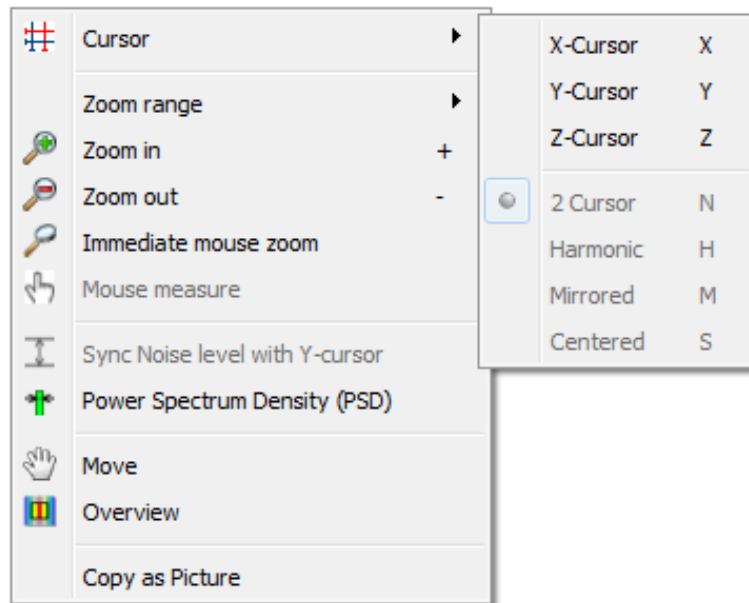 Cursor
Zoom range
Zoom in +
Zoom out -
Immediate mouse zoom
Mouse measure
Sync Noise level with Y-cursor
Power Spectrum Density (PSD)
Move
Overview
Copy as Picture
X-Cursor X
Y-Cursor Y
Z-Cursor Z
2 Cursor N
Harmonic H
Mirrored M
Centered S